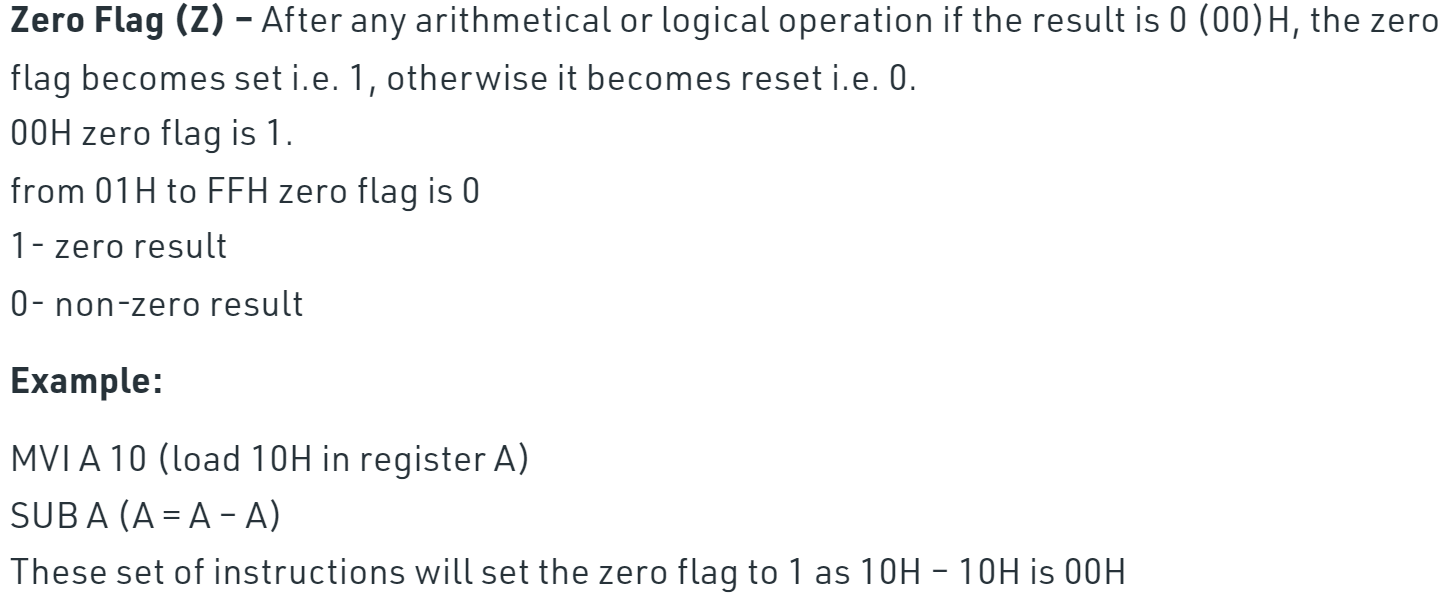 Zero Flag (Z) – After any arithmetical or logical operation if the result is 0 (00)H, the zero
flag becomes set i.e. 1, otherwise it becomes reset i.e. 0.
00H zero flag is 1.
from 01H to FFH zero flag is 0
1- zero result
0- non-zero result
Example:
MVI A 10 (load 10H in register A)
SUB A (A = A – A)
These set of instructions will set the zero flag to 1 as 10H – 10H is 00H